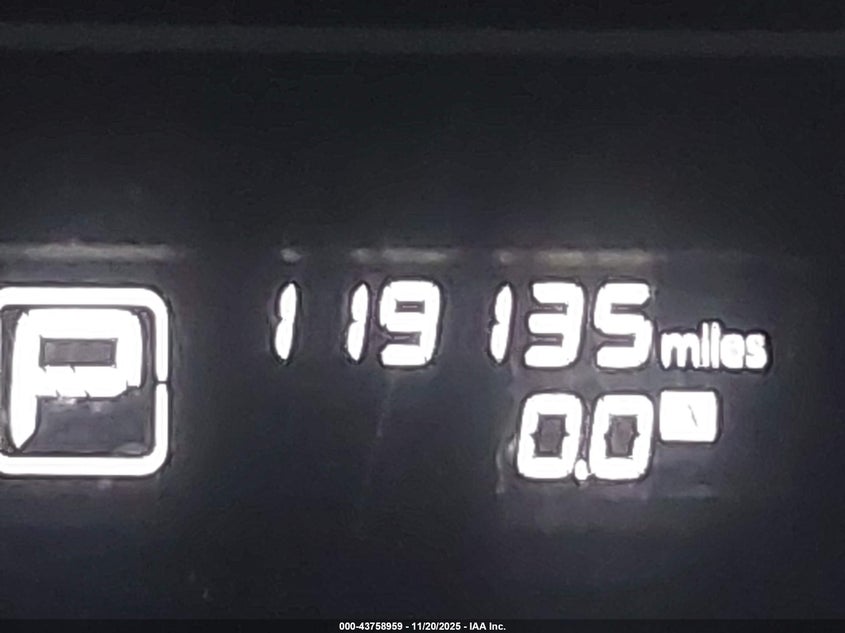 P
119135 miles
0.0
000-43758959 - 11/20/2025 - IAA Inc.